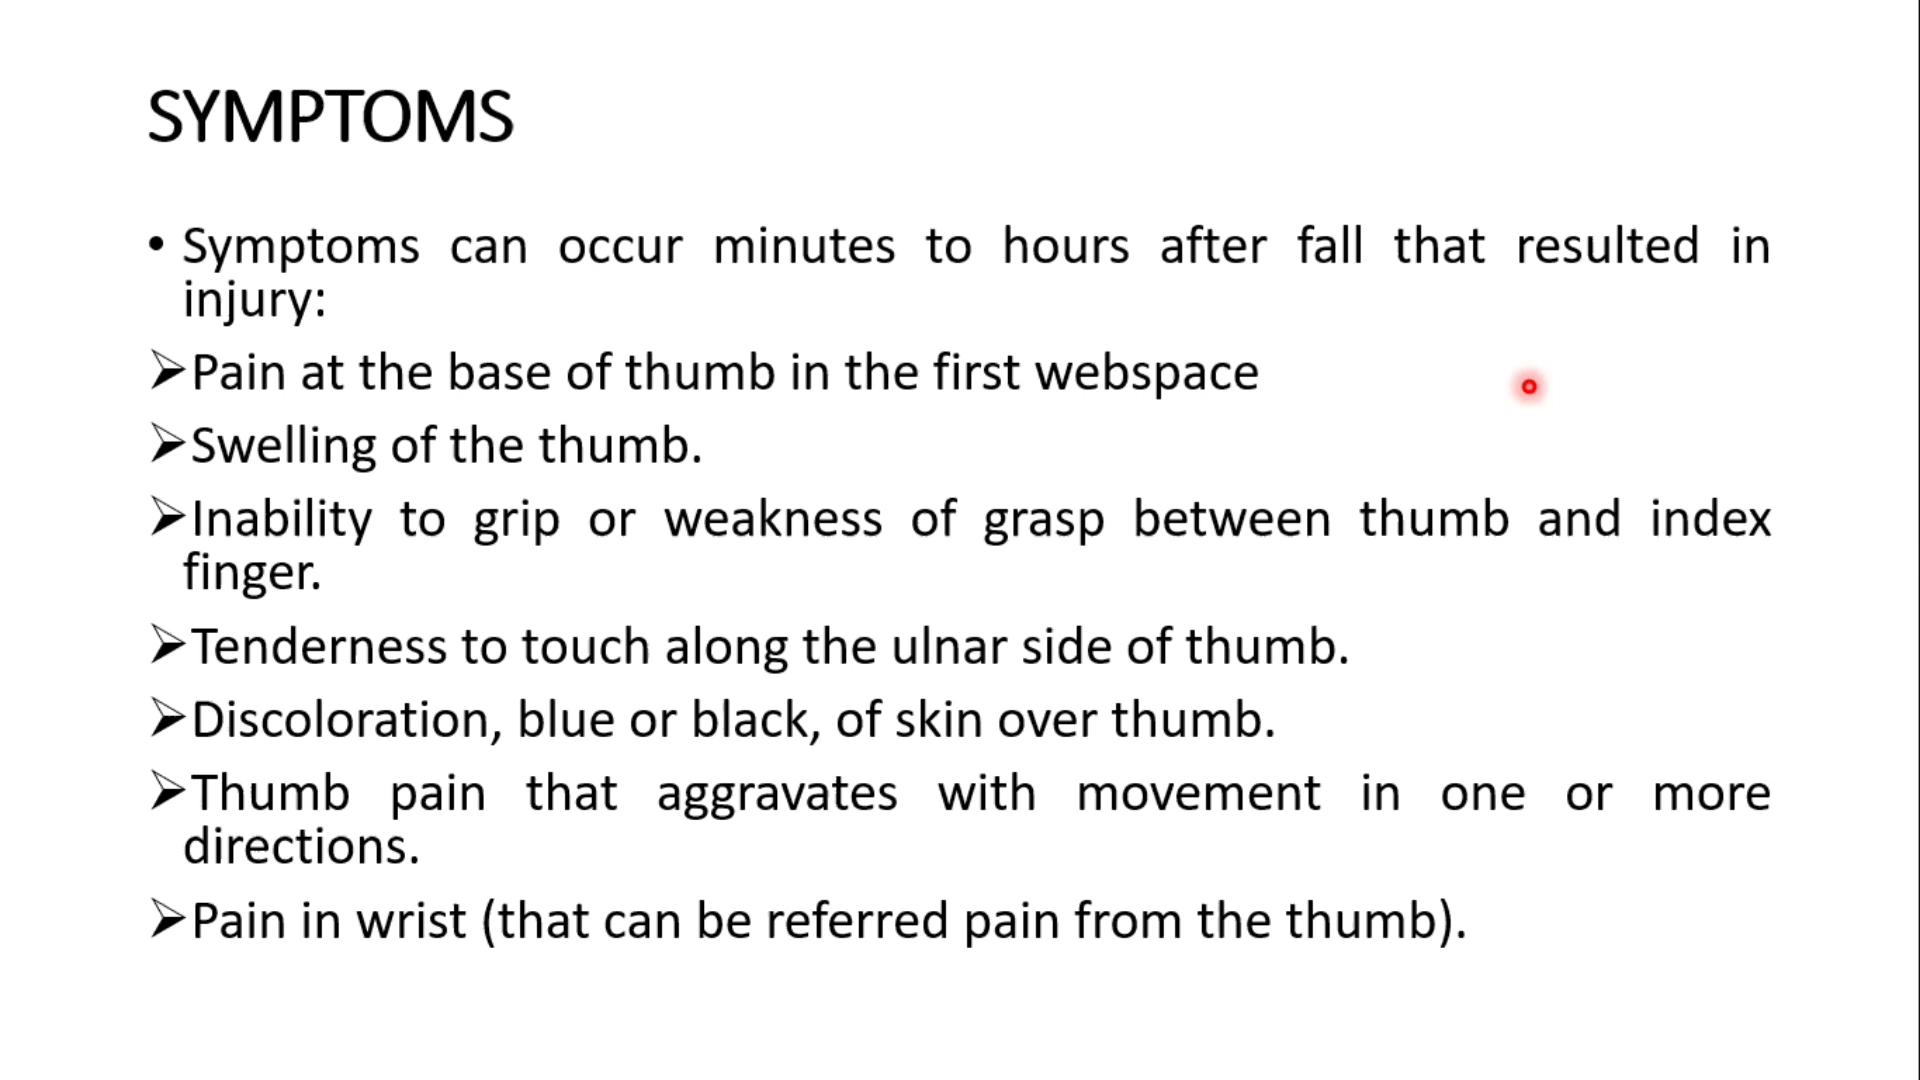 SYMPTOMS
• Symptoms can occur minutes to hours after fall that resulted in
injury:
➢Pain at the base of thumb in the first webspace
➢Swelling of the thumb.
➢Inability to grip or weakness of grasp between thumb and index
finger.
➢Tenderness to touch along the ulnar side of thumb.
➢Discoloration, blue or black, of skin over thumb.
➢Thumb pain that aggravates with movement in one or more
directions.
➢Pain in wrist (that can be referred pain from the thumb).